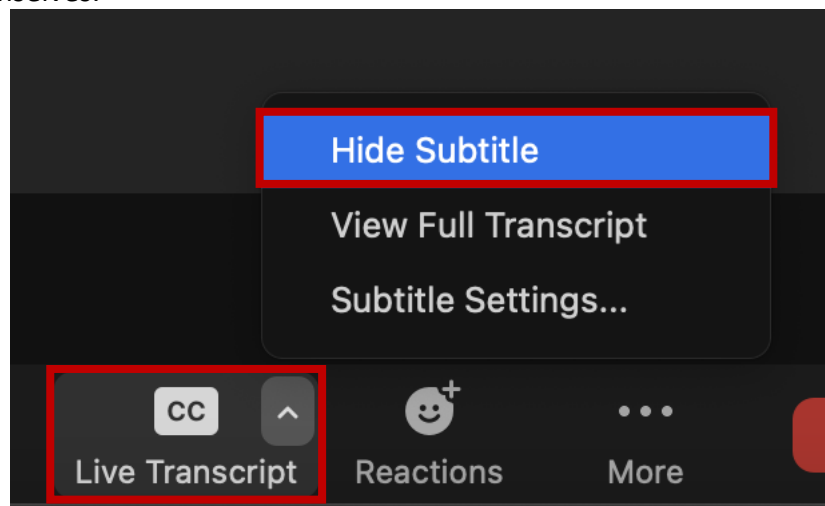 Hide Subtitle
View Full Transcript
Subtitle Settings...
CC
Live Transcript
Reactions
More